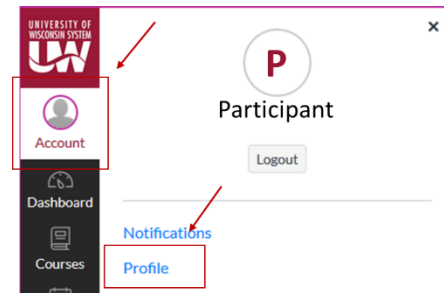 UNIVERSITY OF
WISCONSIN SYSTEM
UW
Account
Dashboard
Courses
×
P
Participant
Logout
Notifications
Profile